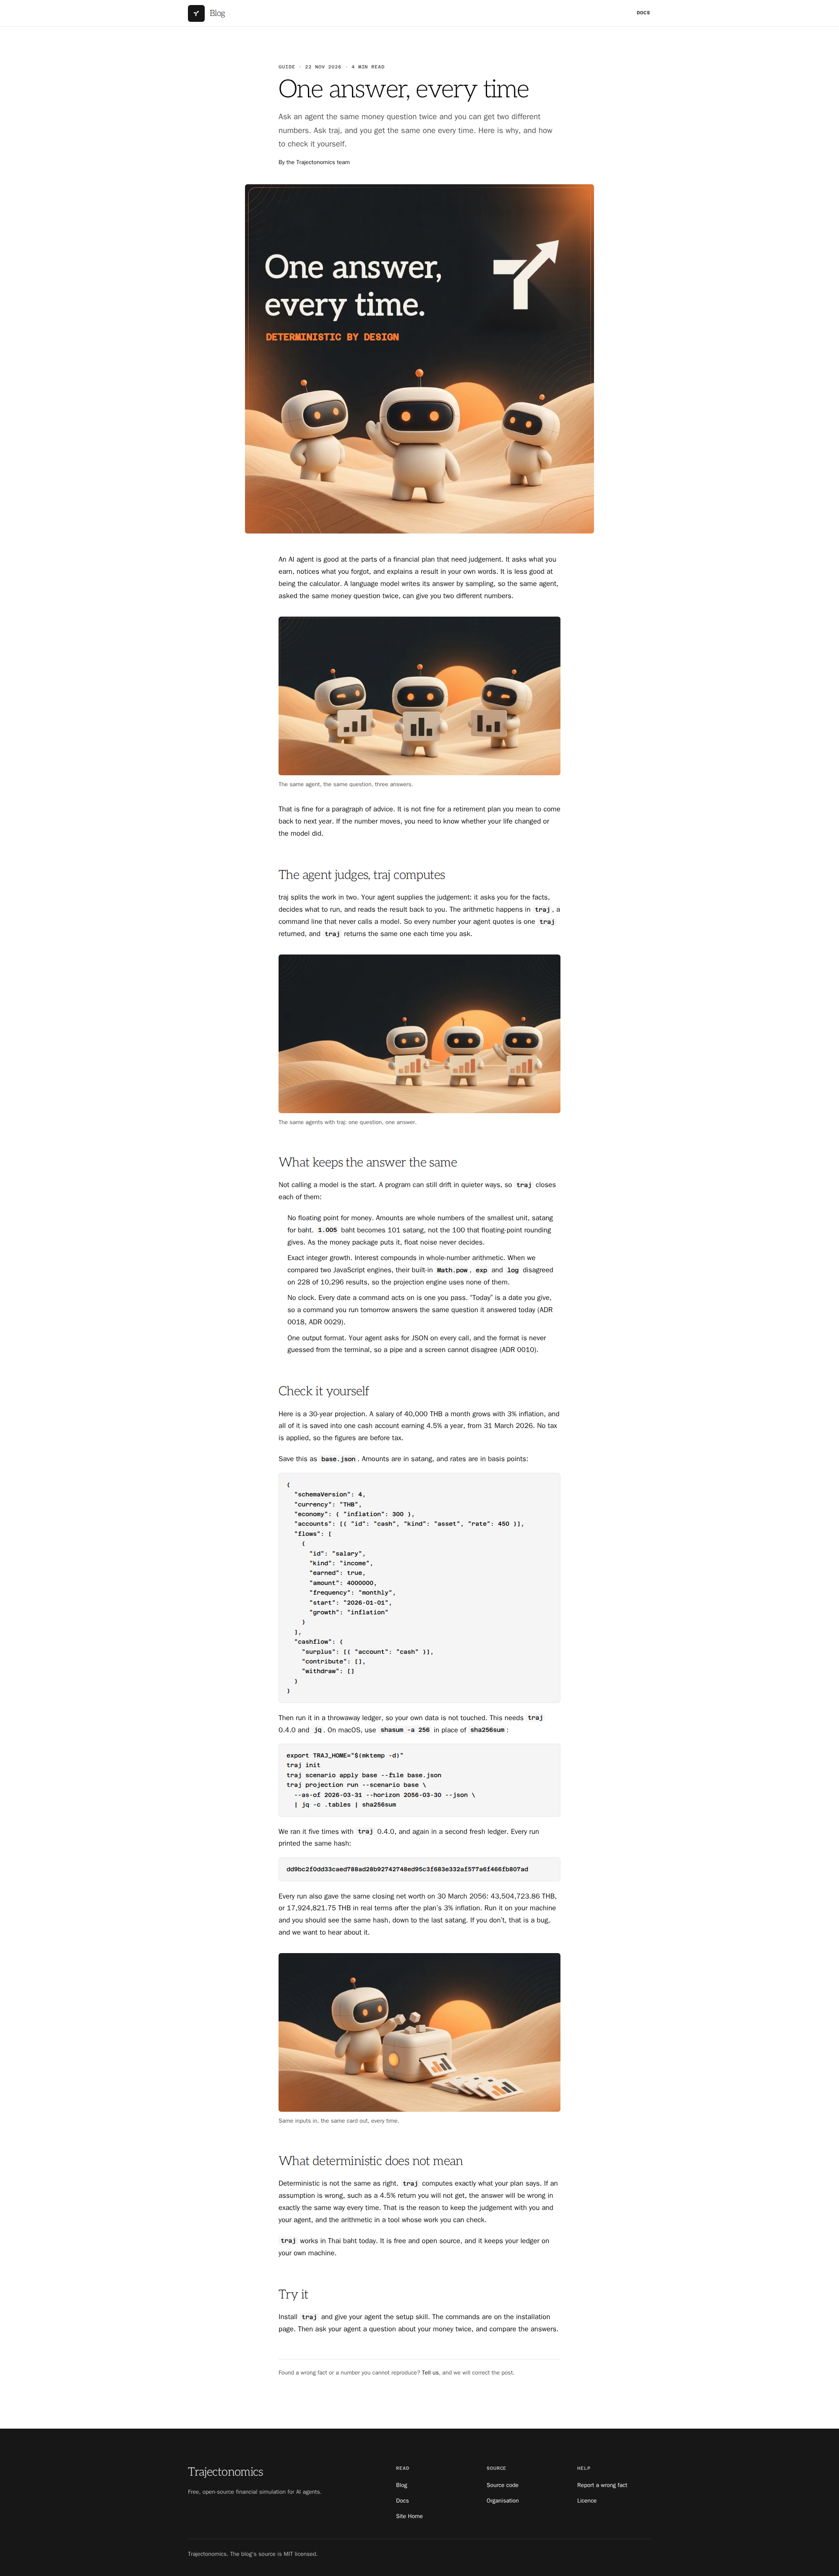 Blog
DOCS
GUIDE · 22 NOV 2026 · 4 MIN READ
One answer, every time
Ask an agent the same money question twice and you can get two different
numbers. Ask traj, and you get the same one every time. Here is why, and how
to check it yourself.
By the Trajectonomics team
One answer,
every time.
DETERMINISTIC BY DESIGN
An AI agent is good at the parts of a financial plan that need judgement. It asks what you
earn, notices what you forgot, and explains a result in your own words. It is less good at
being the calculator. A language model writes its answer by sampling, so the same agent,
asked the same money question twice, can give you two different numbers.
The same agent, the same question, three answers.
That is fine for a paragraph of advice. It is not fine for a retirement plan you mean to come
back to next year. If the number moves, you need to know whether your life changed or
the model did.
The agent judges, traj computes
traj splits the work in two. Your agent supplies the judgement: it asks you for the facts,
decides what to run, and reads the result back to you. The arithmetic happens in traj, a
command line that never calls a model. So every number your agent quotes is one traj
returned, and traj returns the same one each time you ask.
The same agents with traj: one question, one answer.
What keeps the answer the same
Not calling a model is the start. A program can still drift in quieter ways, so traj closes
each of them:
No floating point for money. Amounts are whole numbers of the smallest unit, satang
for baht. 1.005 baht becomes 101 satang, not the 100 that floating-point rounding
gives. As the money package puts it, float noise never decides.
Exact integer growth. Interest compounds in whole-number arithmetic. When we
compared two JavaScript engines, their built-in Math.pow, exp and log disagreed
on 228 of 10,296 results, so the projection engine uses none of them.
No clock. Every date a command acts on is one you pass. "Today" is a date you give,
so a command you run tomorrow answers the same question it answered today (ADR
0018, ADR 0029).
One output format. Your agent asks for JSON on every call, and the format is never
guessed from the terminal, so a pipe and a screen cannot disagree (ADR 0010).
Check it yourself
Here is a 30-year projection. A salary of 40,000 THB a month grows with 3% inflation, and
all of it is saved into one cash account earning 4.5% a year, from 31 March 2026. No tax
is applied, so the figures are before tax.
Save this as base.json. Amounts are in satang, and rates are in basis points:
{
"schemaVersion": 4,
"currency": "THB",
"economy": { "inflation": 300 },
"accounts": [{ "id": "cash", "kind": "asset", "rate": 450 }],
"flows": [
{
"id": "salary",
"kind": "income",
"earned": true,
"amount": 4000000,
"frequency": "monthly",
"start": "2026-01-01",
"growth": "inflation"
}
],
"cashflow": {
"surplus": [{ "account": "cash" }],
"contribute": [],
"withdraw": []
}
}
Then run it in a throwaway ledger, so your own data is not touched. This needs traj
0.4.0 and jq. On macOS, use shasum -a 256 in place of sha256sum:
export TRAJ_HOME="$(mktemp -d)"
traj init
traj scenario apply base --file base.json
traj projection run --scenario base \
--as-of 2026-03-31 --horizon 2056-03-30 --json \
| jq -c .tables | sha256sum
We ran it five times with traj 0.4.0, and again in a second fresh ledger. Every run
printed the same hash:
dd9bc2f0dd33caed788ad28b92742748ed95c3f683e332af577a6f466fb807ad
Every run also gave the same closing net worth on 30 March 2056: 43,504,723.86 THB,
or 17,924,821.75 THB in real terms after the plan's 3% inflation. Run it on your machine
and you should see the same hash, down to the last satang. If you don't, that is a bug,
and we want to hear about it.
Same inputs in, the same card out, every time.
What deterministic does not mean
Deterministic is not the same as right. traj computes exactly what your plan says. If an
assumption is wrong, such as a 4.5% return you will not get, the answer will be wrong in
exactly the same way every time. That is the reason to keep the judgement with you and
your agent, and the arithmetic in a tool whose work you can check.
traj works in Thai baht today. It is free and open source, and it keeps your ledger on
your own machine.
Try it
Install traj and give your agent the setup skill. The commands are on the installation
page. Then ask your agent a question about your money twice, and compare the answers.
Found a wrong fact or a number you cannot reproduce? Tell us, and we will correct the post.
Trajectonomics
Free, open-source financial simulation for AI agents.
READ
Blog
Docs
Site Home
SOURCE
Source code
Organisation
HELP
Report a wrong fact
Licence
Trajectonomics. The blog's source is MIT licensed.